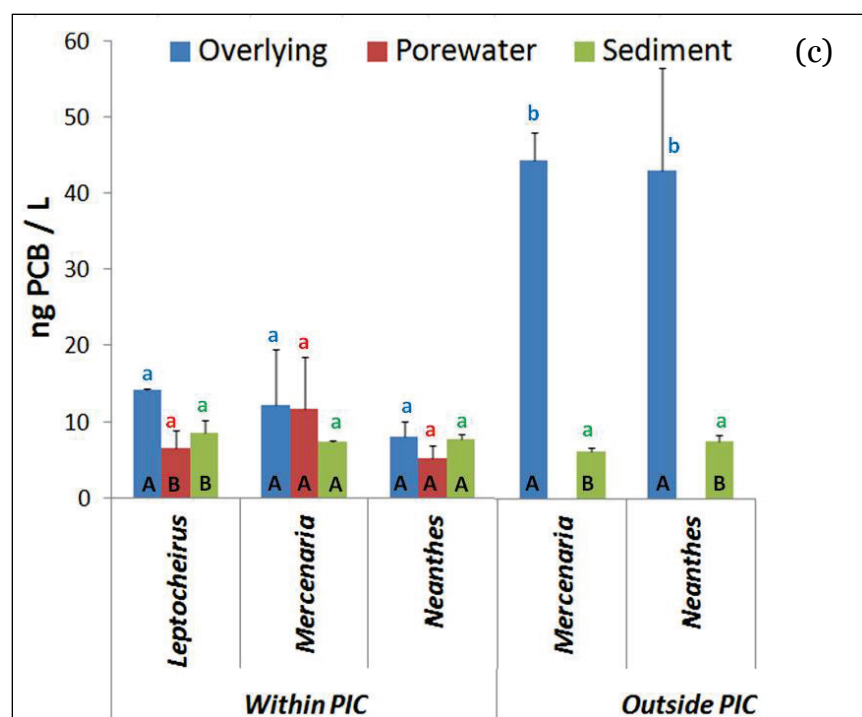 60
Overlying Porewater Sediment (c)
50
40
30
20
10
0
ng PCB / L
b
b
a
a
a
a
a
a
a
a
a
a
a
A B B A A A A A A A B A B
Leptocheirus Mercenaria Neanthes Mercenaria Neanthes
Within PIC Outside PIC